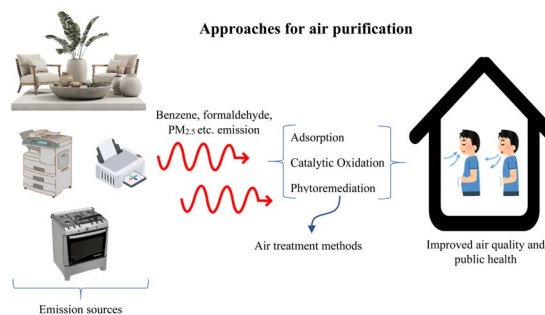 Approaches for air purification
Benzene, formaldehyde,
PM2.5 etc. emission
Adsorption
Catalytic Oxidation
Phytoremediation
Air treatment methods
Improved air quality and
public health
Emission sources